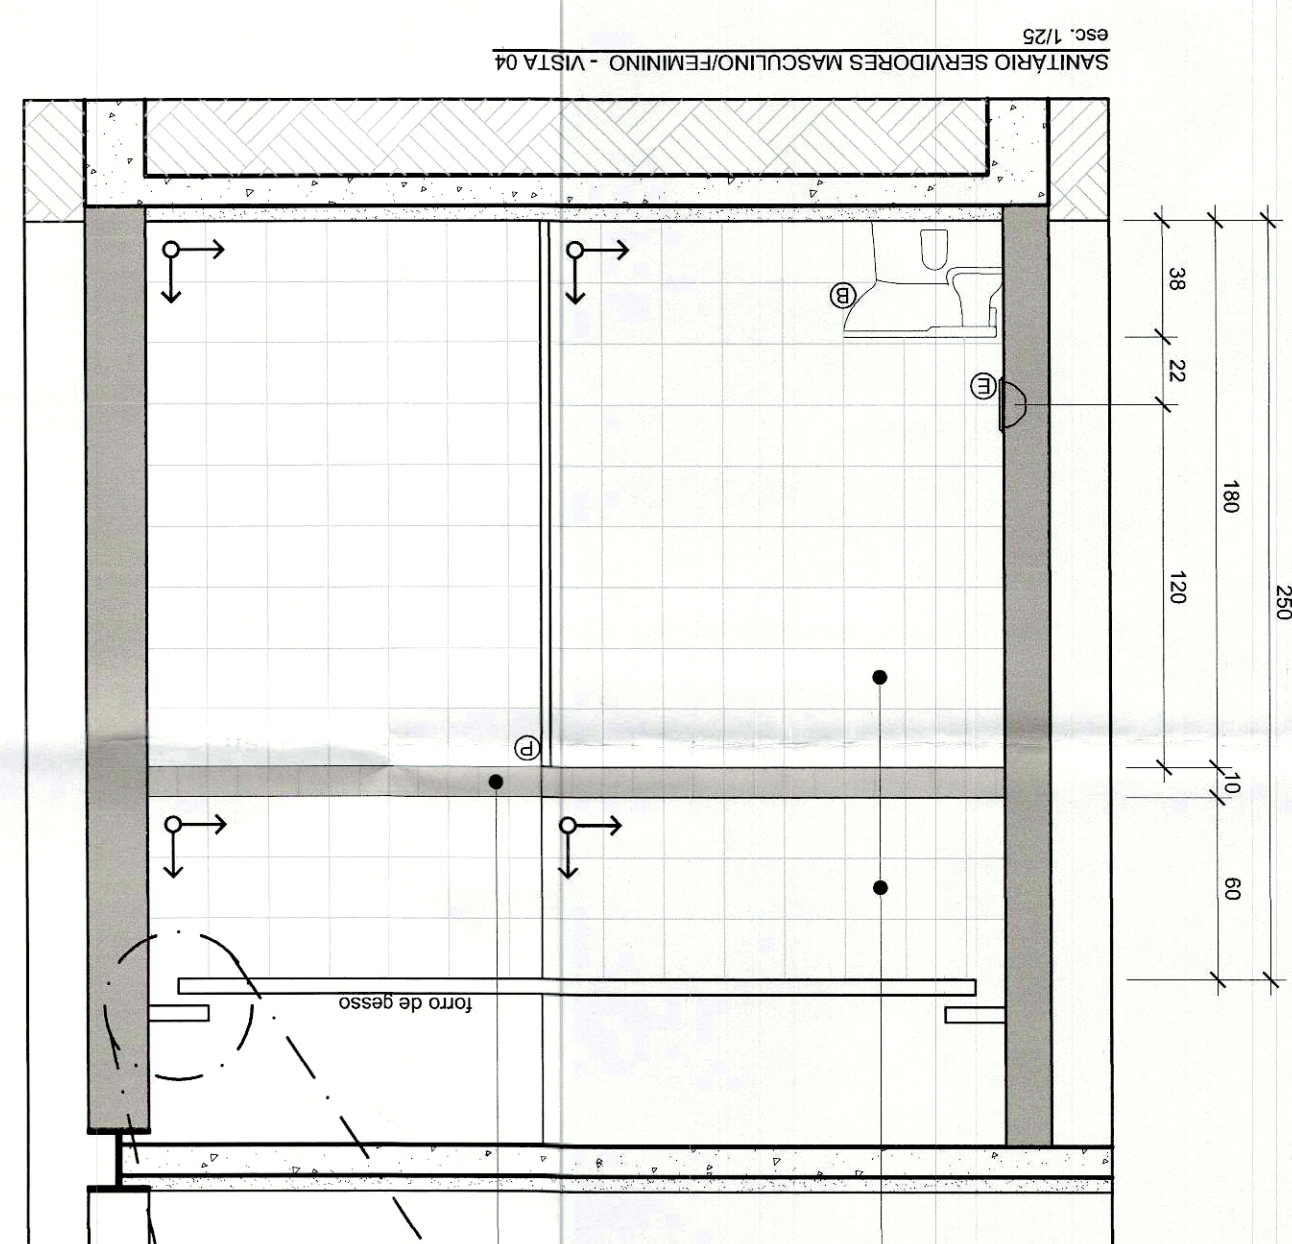 SANITÁRIO SERVIDORES MASCULINO/FEMININO - VISTA 04
esc. 1/25
forro de gesso
P
E
B
38
22
120
180
10
60
250